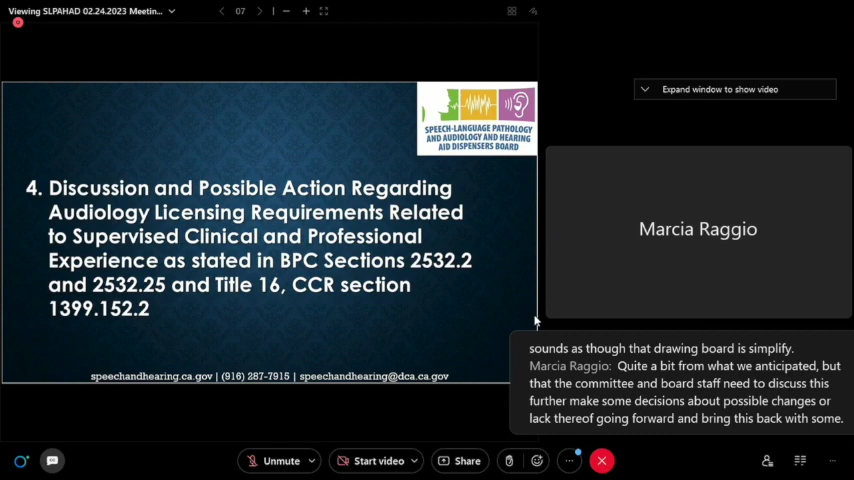 Viewing SLPAHAD 02.24.2023 Meetin...
07
SPEECH-LANGUAGE PATHOLOGY
AND AUDIOLOGY AND HEARING
AID DISPENSERS BOARD
4. Discussion and Possible Action Regarding
Audiology Licensing Requirements Related
to Supervised Clinical and Professional
Experience as stated in BPC Sections 2532.2
and 2532.25 and Title 16, CCR section
1399.152.2
speechandhearing.ca.gov | (916) 287-7915 | speechandhearing@dca.ca.gov
Expand window to show video
Marcia Raggio
sounds as though that drawing board is simplify.
Marcia Raggio: Quite a bit from what we anticipated, but
that the committee and board staff need to discuss this
further make some decisions about possible changes or
lack thereof going forward and bring this back with some.
Unmute
Start video
Share